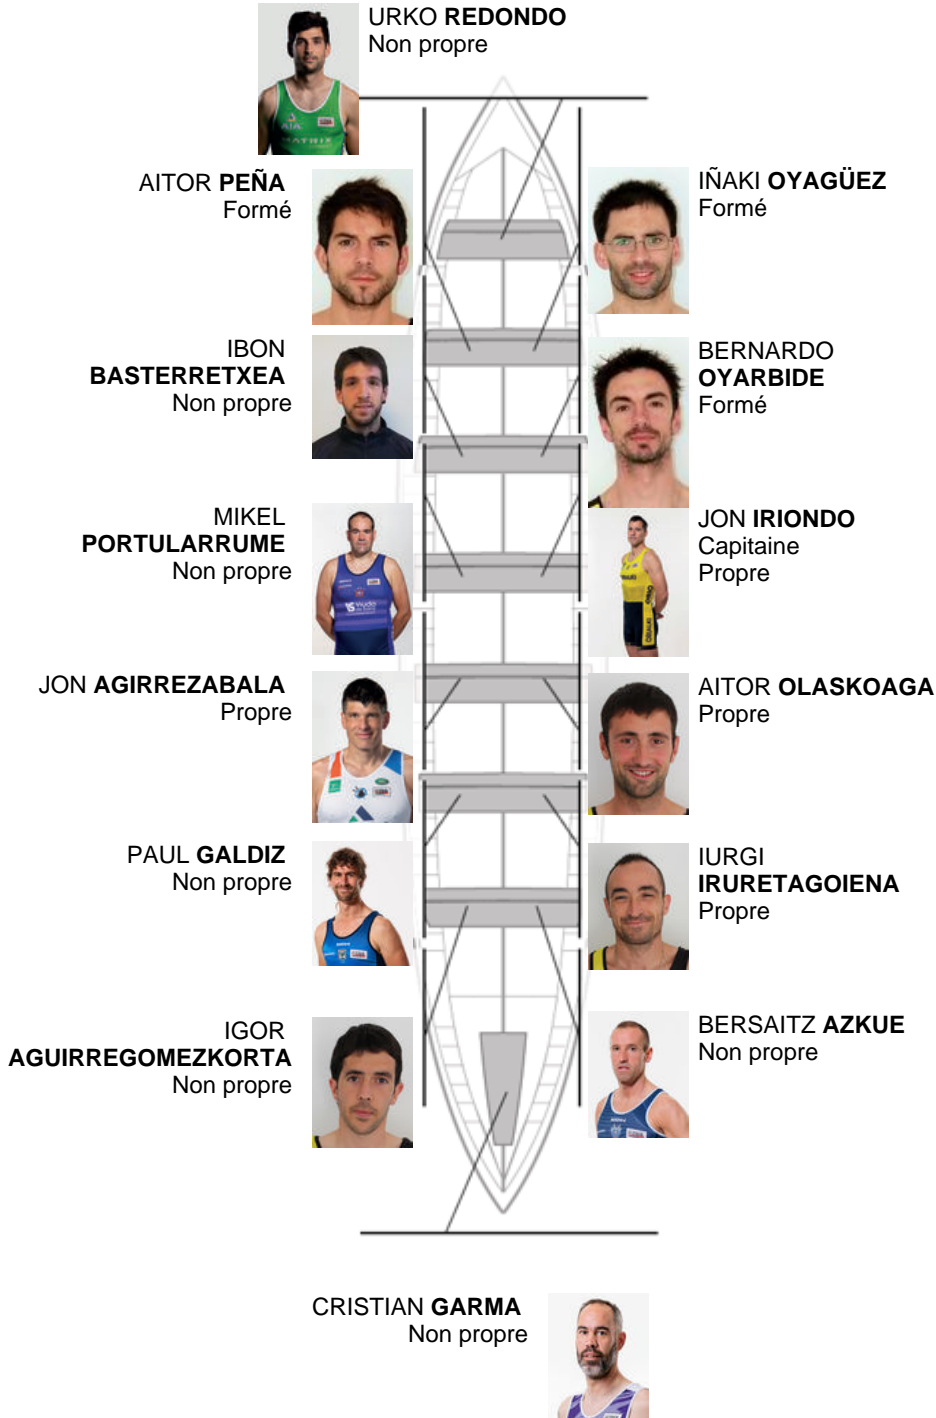 URKO REDONDO
Non propre
AITOR PEÑA
Formé
IÑAKI OYAGÜEZ
Formé
IBON
BASTERRETXEA
Non propre
BERNARDO
OYARBIDE
Formé
MIKEL
PORTULARRUME
Non propre
JON IRIONDO
Capitaine
Propre
JON AGIRREZABALA
Propre
AITOR OLASKOAGA
Propre
PAUL GALDIZ
Non propre
IURGI
IRURETAGOIENA
Propre
IGOR
AGUIRREGOMEZKORTA
Non propre
BERSAITZ AZKUE
Non propre
CRISTIAN GARMA
Non propre